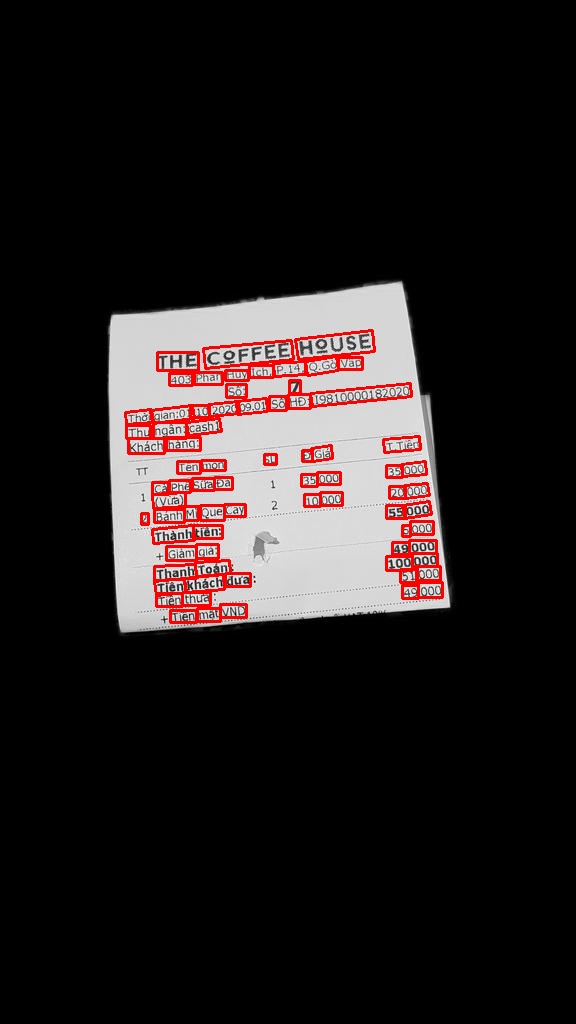 THE COFFEE HOUSE
403 Phan Huy Ích, P.14, Q.Gò Vấp
Số: 7
Thời gian:01.10.2020 09.01 Số HĐ: 19810000182020
Thu ngân: cash1
Khách hàng:
TT Tên món SL Đ.Giá T.Tiền
1 Cà Phê Sữa Đá (Vừa) 1 35,000 35,000
2 Bánh Mì Que Cay 2 10,000 20,000
Thành tiền: 55,000
+ Giảm giá: ,000
Thanh Toán: 49,000
Tiền khách đưa : 100,000
Tiền thừa : 51,000
+ Tiền mặt VND 49,000